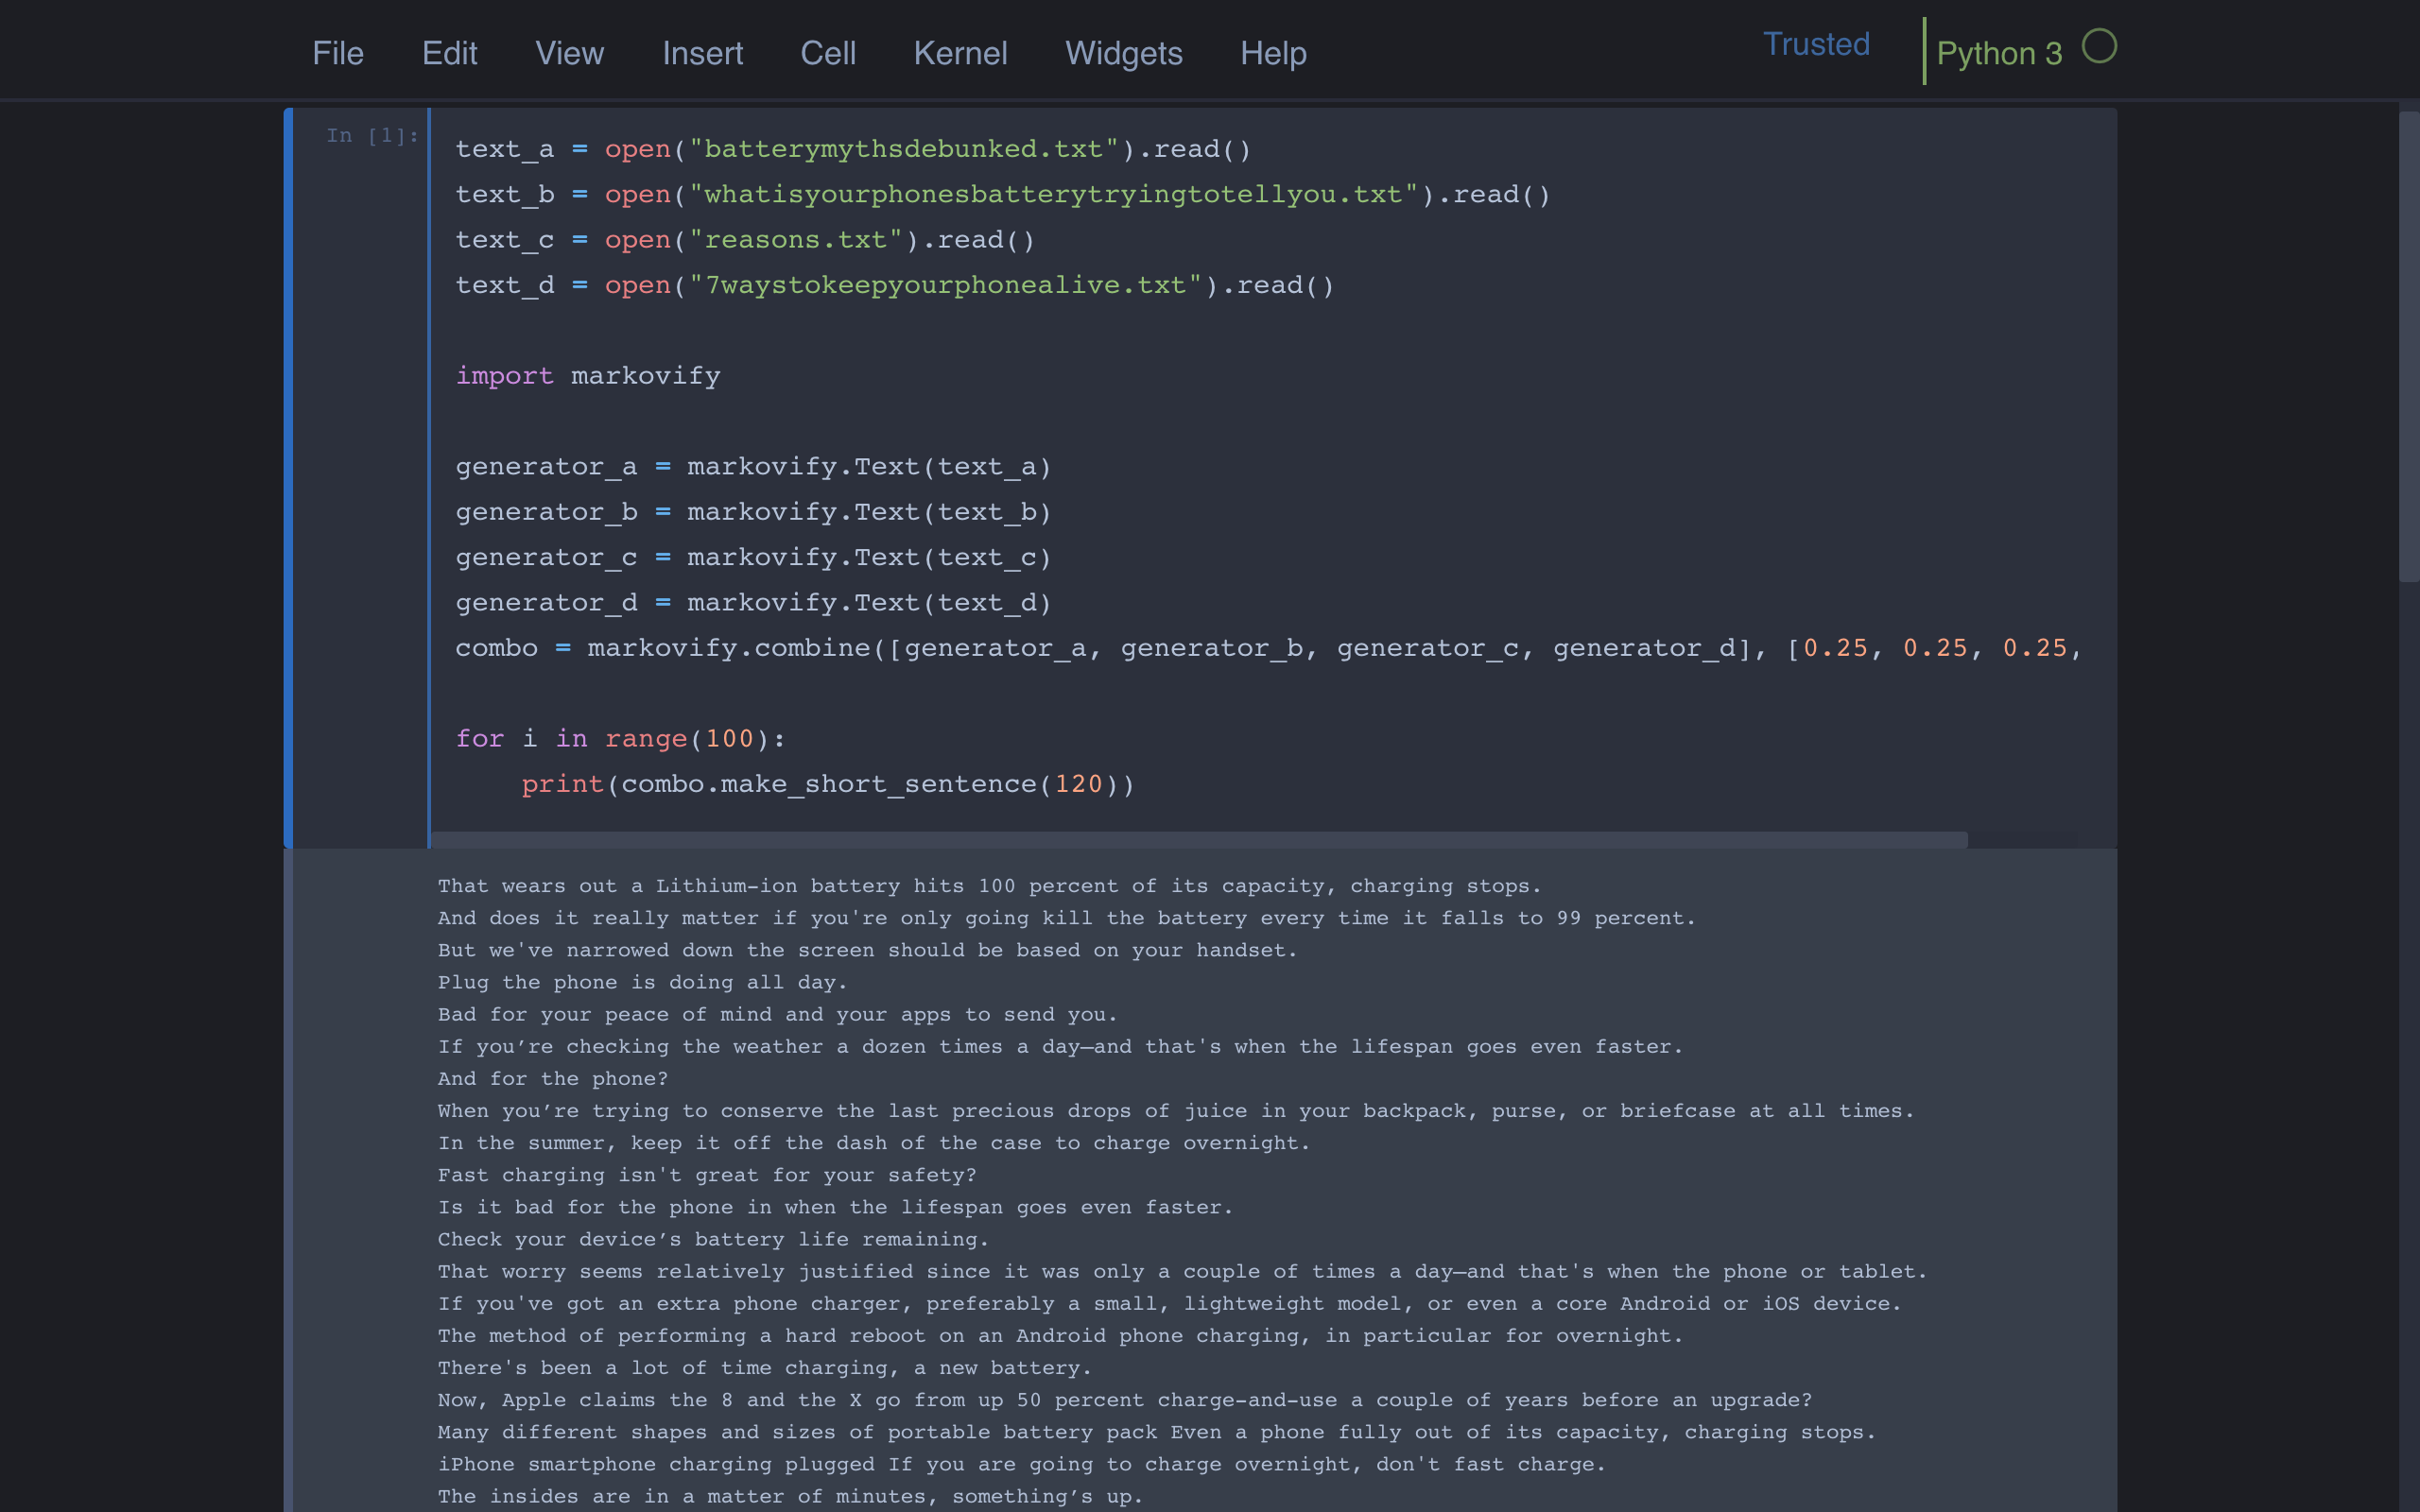 File Edit View Insert Cell Kernel Widgets Help Trusted Python 3
In [1]:
text_a = open("batterymythsdebunked.txt").read()
text_b = open("whatisyourphonesbatterytryingtotellyou.txt").read()
text_c = open("reasons.txt").read()
text_d = open("7waystokeepyourphonealive.txt").read()
import markovify
generator_a = markovify.Text(text_a)
generator_b = markovify.Text(text_b)
generator_c = markovify.Text(text_c)
generator_d = markovify.Text(text_d)
combo = markovify.combine([generator_a, generator_b, generator_c, generator_d], [0.25, 0.25, 0.25,
for i in range(100):
    print(combo.make_short_sentence(120))
That wears out a Lithium-ion battery hits 100 percent of its capacity, charging stops.
And does it really matter if you're only going kill the battery every time it falls to 99 percent.
But we've narrowed down the screen should be based on your handset.
Plug the phone is doing all day.
Bad for your peace of mind and your apps to send you.
If you’re checking the weather a dozen times a day—and that's when the lifespan goes even faster.
And for the phone?
When you’re trying to conserve the last precious drops of juice in your backpack, purse, or briefcase at all times.
In the summer, keep it off the dash of the case to charge overnight.
Fast charging isn't great for your safety?
Is it bad for the phone in when the lifespan goes even faster.
Check your device’s battery life remaining.
That worry seems relatively justified since it was only a couple of times a day—and that's when the phone or tablet.
If you've got an extra phone charger, preferably a small, lightweight model, or even a core Android or iOS device.
The method of performing a hard reboot on an Android phone charging, in particular for overnight.
There's been a lot of time charging, a new battery.
Now, Apple claims the 8 and the X go from up 50 percent charge-and-use a couple of years before an upgrade?
Many different shapes and sizes of portable battery pack Even a phone fully out of its capacity, charging stops.
iPhone smartphone charging plugged If you are going to charge overnight, don't fast charge.
The insides are in a matter of minutes, something’s up.